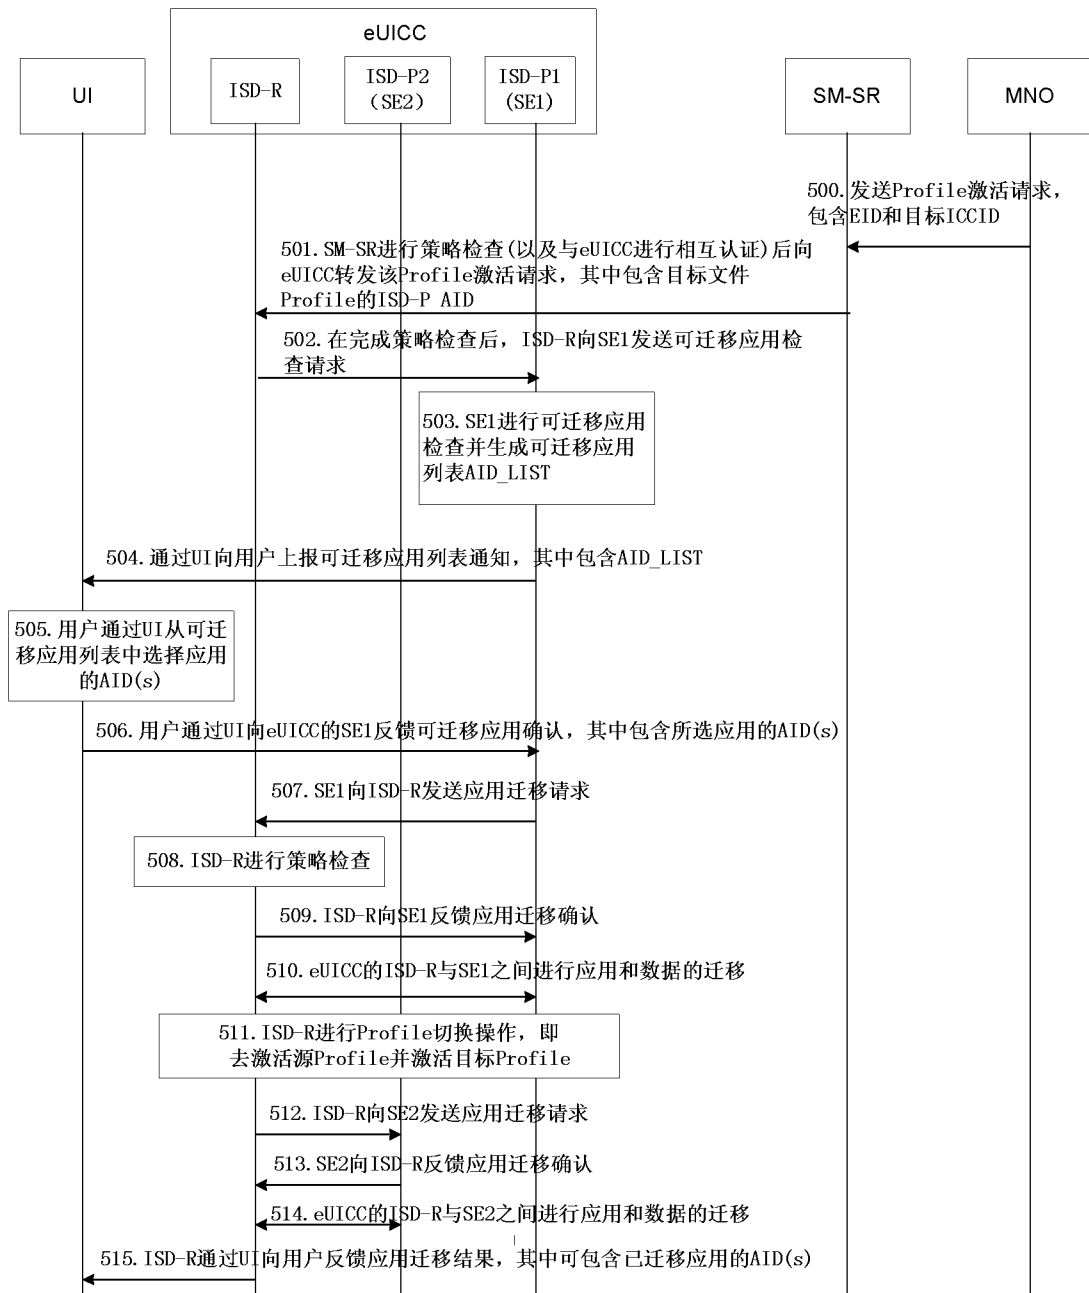 eUICC
UI
ISD-R
ISD-P2
(SE2)
ISD-P1
(SE1)
SM-SR
MNO
500.发送Profile激活请求，
包含EID和目标ICCID
501.SM-SR进行策略检查(以及与eUICC进行相互认证)后向
eUICC转发该Profile激活请求，其中包含目标文件
Profile的ISD-P AID
502.在完成策略检查后，ISD-R向SE1发送可迁移应用检
查请求
503.SE1进行可迁移应用
检查并生成可迁移应用
列表AID_LIST
504.通过UI向用户上报可迁移应用列表通知，其中包含AID_LIST
505.用户通过UI从可迁
移应用列表中选择应用
的AID(s)
506.用户通过UI向eUICC的SE1反馈可迁移应用确认，其中包含所选应用的AID(s)
507.SE1向ISD-R发送应用迁移请求
508.ISD-R进行策略检查
509.ISD-R向SE1反馈应用迁移确认
510.eUICC的ISD-R与SE1之间进行应用和数据的迁移
511.ISD-R进行Profile切换操作，即
去激活源Profile并激活目标Profile
512.ISD-R向SE2发送应用迁移请求
513.SE2向ISD-R反馈应用迁移确认
514.eUICC的ISD-R与SE2之间进行应用和数据的迁移
515.ISD-R通过UI向用户反馈应用迁移结果，其中可包含已迁移应用的AID(s)